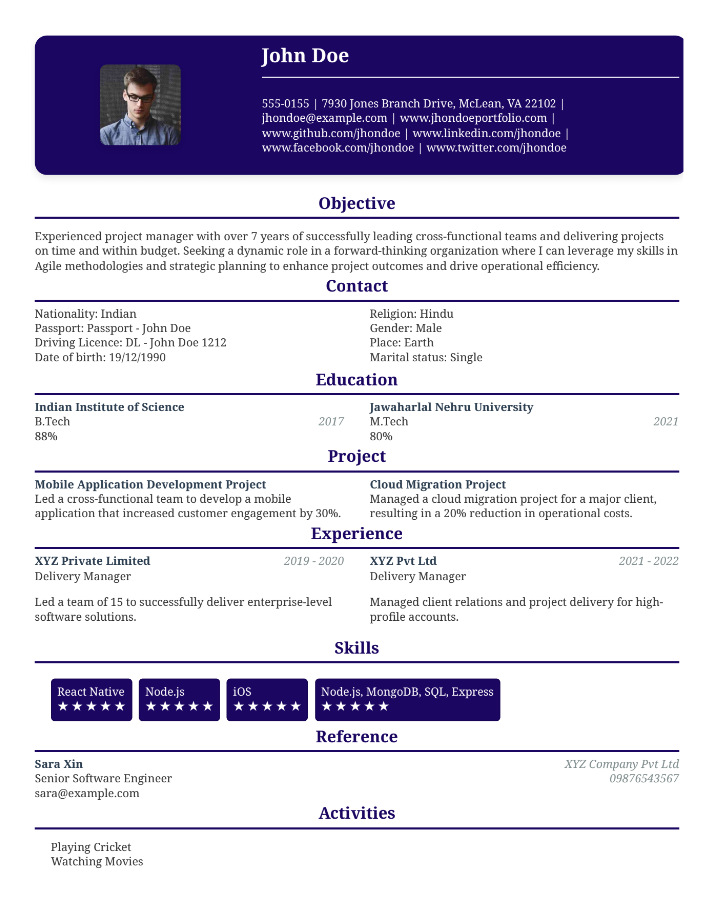 John Doe
555-0155 | 7930 Jones Branch Drive, McLean, VA 22102 |
jhondoe@example.com | www.jhondoeportfolio.com |
www.github.com/jhondoe | www.linkedin.com/jhondoe |
www.facebook.com/jhondoe | www.twitter.com/jhondoe
Objective
Experienced project manager with over 7 years of successfully leading cross-functional teams and delivering projects
on time and within budget. Seeking a dynamic role in a forward-thinking organization where I can leverage my skills in
Agile methodologies and strategic planning to enhance project outcomes and drive operational efficiency.
Contact
Nationality: Indian
Passport: Passport - John Doe
Driving Licence: DL - John Doe 1212
Date of birth: 19/12/1990
Religion: Hindu
Gender: Male
Place: Earth
Marital status: Single
Education
Indian Institute of Science
B.Tech 2017
88%
Jawaharlal Nehru University
M.Tech 2021
80%
Project
Mobile Application Development Project
Led a cross-functional team to develop a mobile
application that increased customer engagement by 30%.
Cloud Migration Project
Managed a cloud migration project for a major client,
resulting in a 20% reduction in operational costs.
Experience
XYZ Private Limited 2019 - 2020
Delivery Manager
Led a team of 15 to successfully deliver enterprise-level
software solutions.
XYZ Pvt Ltd 2021 - 2022
Delivery Manager
Managed client relations and project delivery for high-
profile accounts.
Skills
React Native
★★★★★
Node.js
★★★★★
iOS
★★★★★
Node.js, MongoDB, SQL, Express
★★★★★
Reference
Sara Xin XYZ Company Pvt Ltd
Senior Software Engineer 09876543567
sara@example.com
Activities
Playing Cricket
Watching Movies